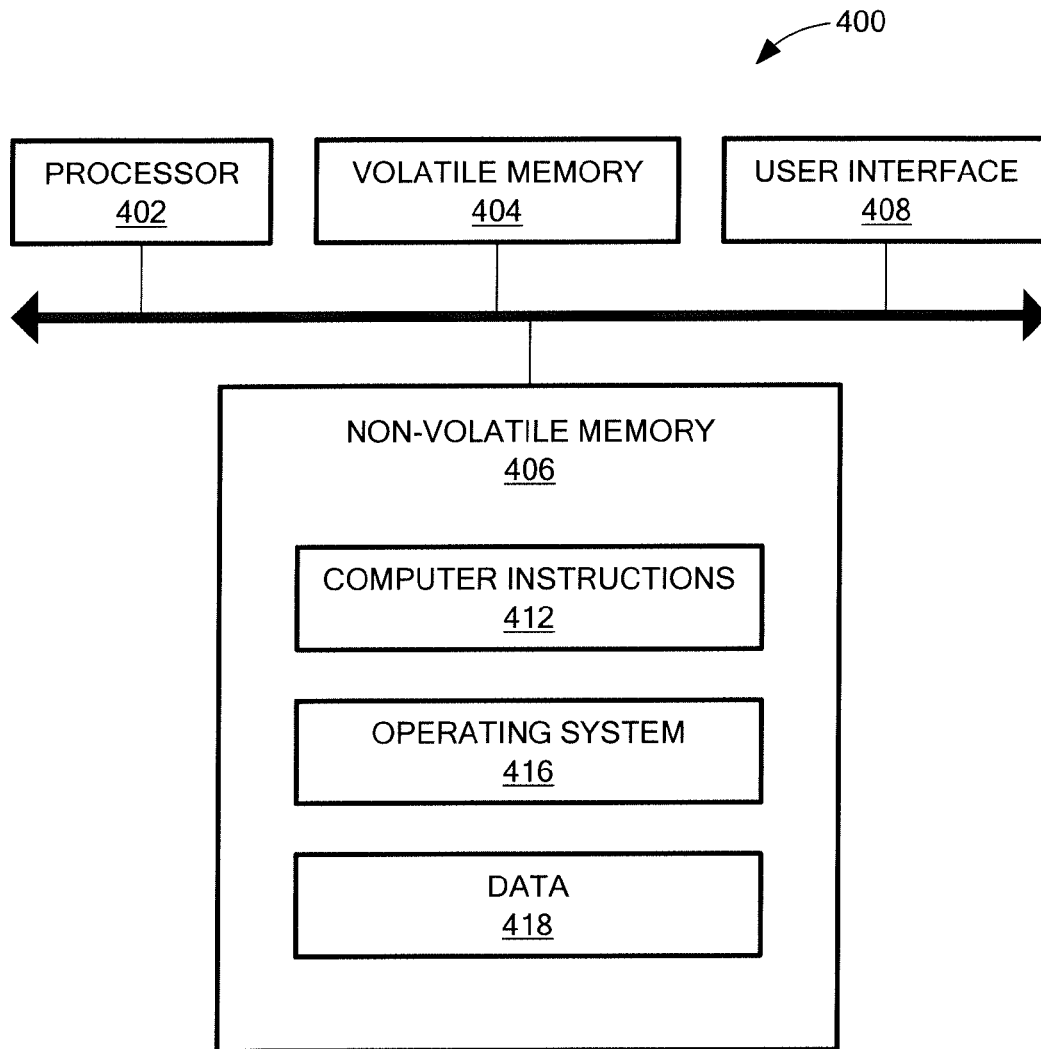 400
PROCESSOR
402
VOLATILE MEMORY
404
USER INTERFACE
408
NON-VOLATILE MEMORY
406
COMPUTER INSTRUCTIONS
412
OPERATING SYSTEM
416
DATA
418